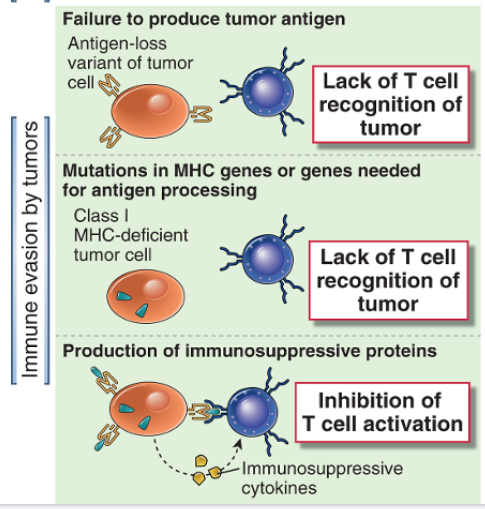 Immune evasion by tumors
Failure to produce tumor antigen
Antigen-loss
variant of tumor
cell
Lack of T cell
recognition of
tumor
Mutations in MHC genes or genes needed
for antigen processing
Class I
MHC-deficient
tumor cell
Lack of T cell
recognition of
tumor
Production of immunosuppressive proteins
Inhibition of
T cell activation
Immunosuppressive
cytokines